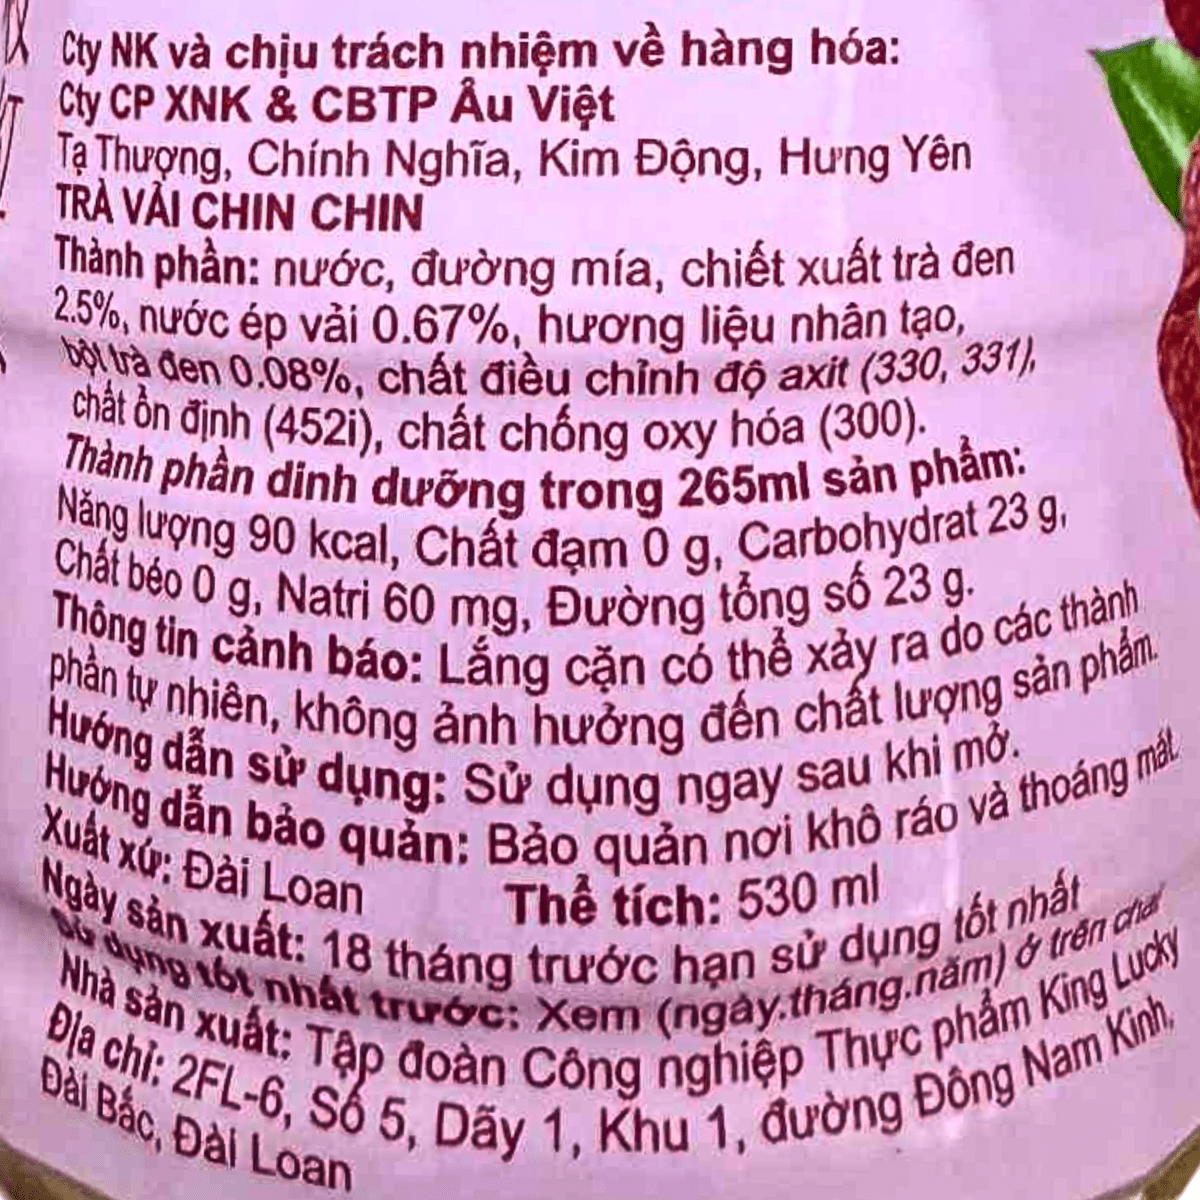 Cty NK và chịu trách nhiệm về hàng hóa:
Cty CP XNK & CBTP Âu Việt
Tạ Thượng, Chính Nghĩa, Kim Động, Hưng Yên
TRÀ VẢI CHIN CHIN
Thành phần: nước, đường mía, chiết xuất trà đen
2.5%, nước ép vải 0.67%, hương liệu nhân tạo,
bột trà đen 0.08%, chất điều chỉnh độ axit (330, 331),
chất ổn định (452i), chất chống oxy hóa (300).
Thành phần dinh dưỡng trong 265ml sản phẩm:
Năng lượng 90 kcal, Chất đạm 0 g, Carbohydrat 23 g,
Chất béo 0 g, Natri 60 mg, Đường tổng số 23 g.
Thông tin cảnh báo: Lắng cặn có thể xảy ra do các thành
phần tự nhiên, không ảnh hưởng đến chất lượng sản phẩm.
Hướng dẫn sử dụng: Sử dụng ngay sau khi mở.
Hướng dẫn bảo quản: Bảo quản nơi khô ráo và thoáng mát.
Xuất xứ: Đài Loan Thể tích: 530 ml
Ngày sản xuất: 18 tháng trước hạn sử dụng tốt nhất
Sử dụng tốt nhất trước: Xem (ngày.tháng.năm) ở trên chai
Nhà sản xuất: Tập đoàn Công nghiệp Thực phẩm King Lucky
Địa chỉ: 2FL-6, Số 5, Dãy 1, Khu 1, đường Đông Nam Kinh,
Đài Bắc, Đài Loan